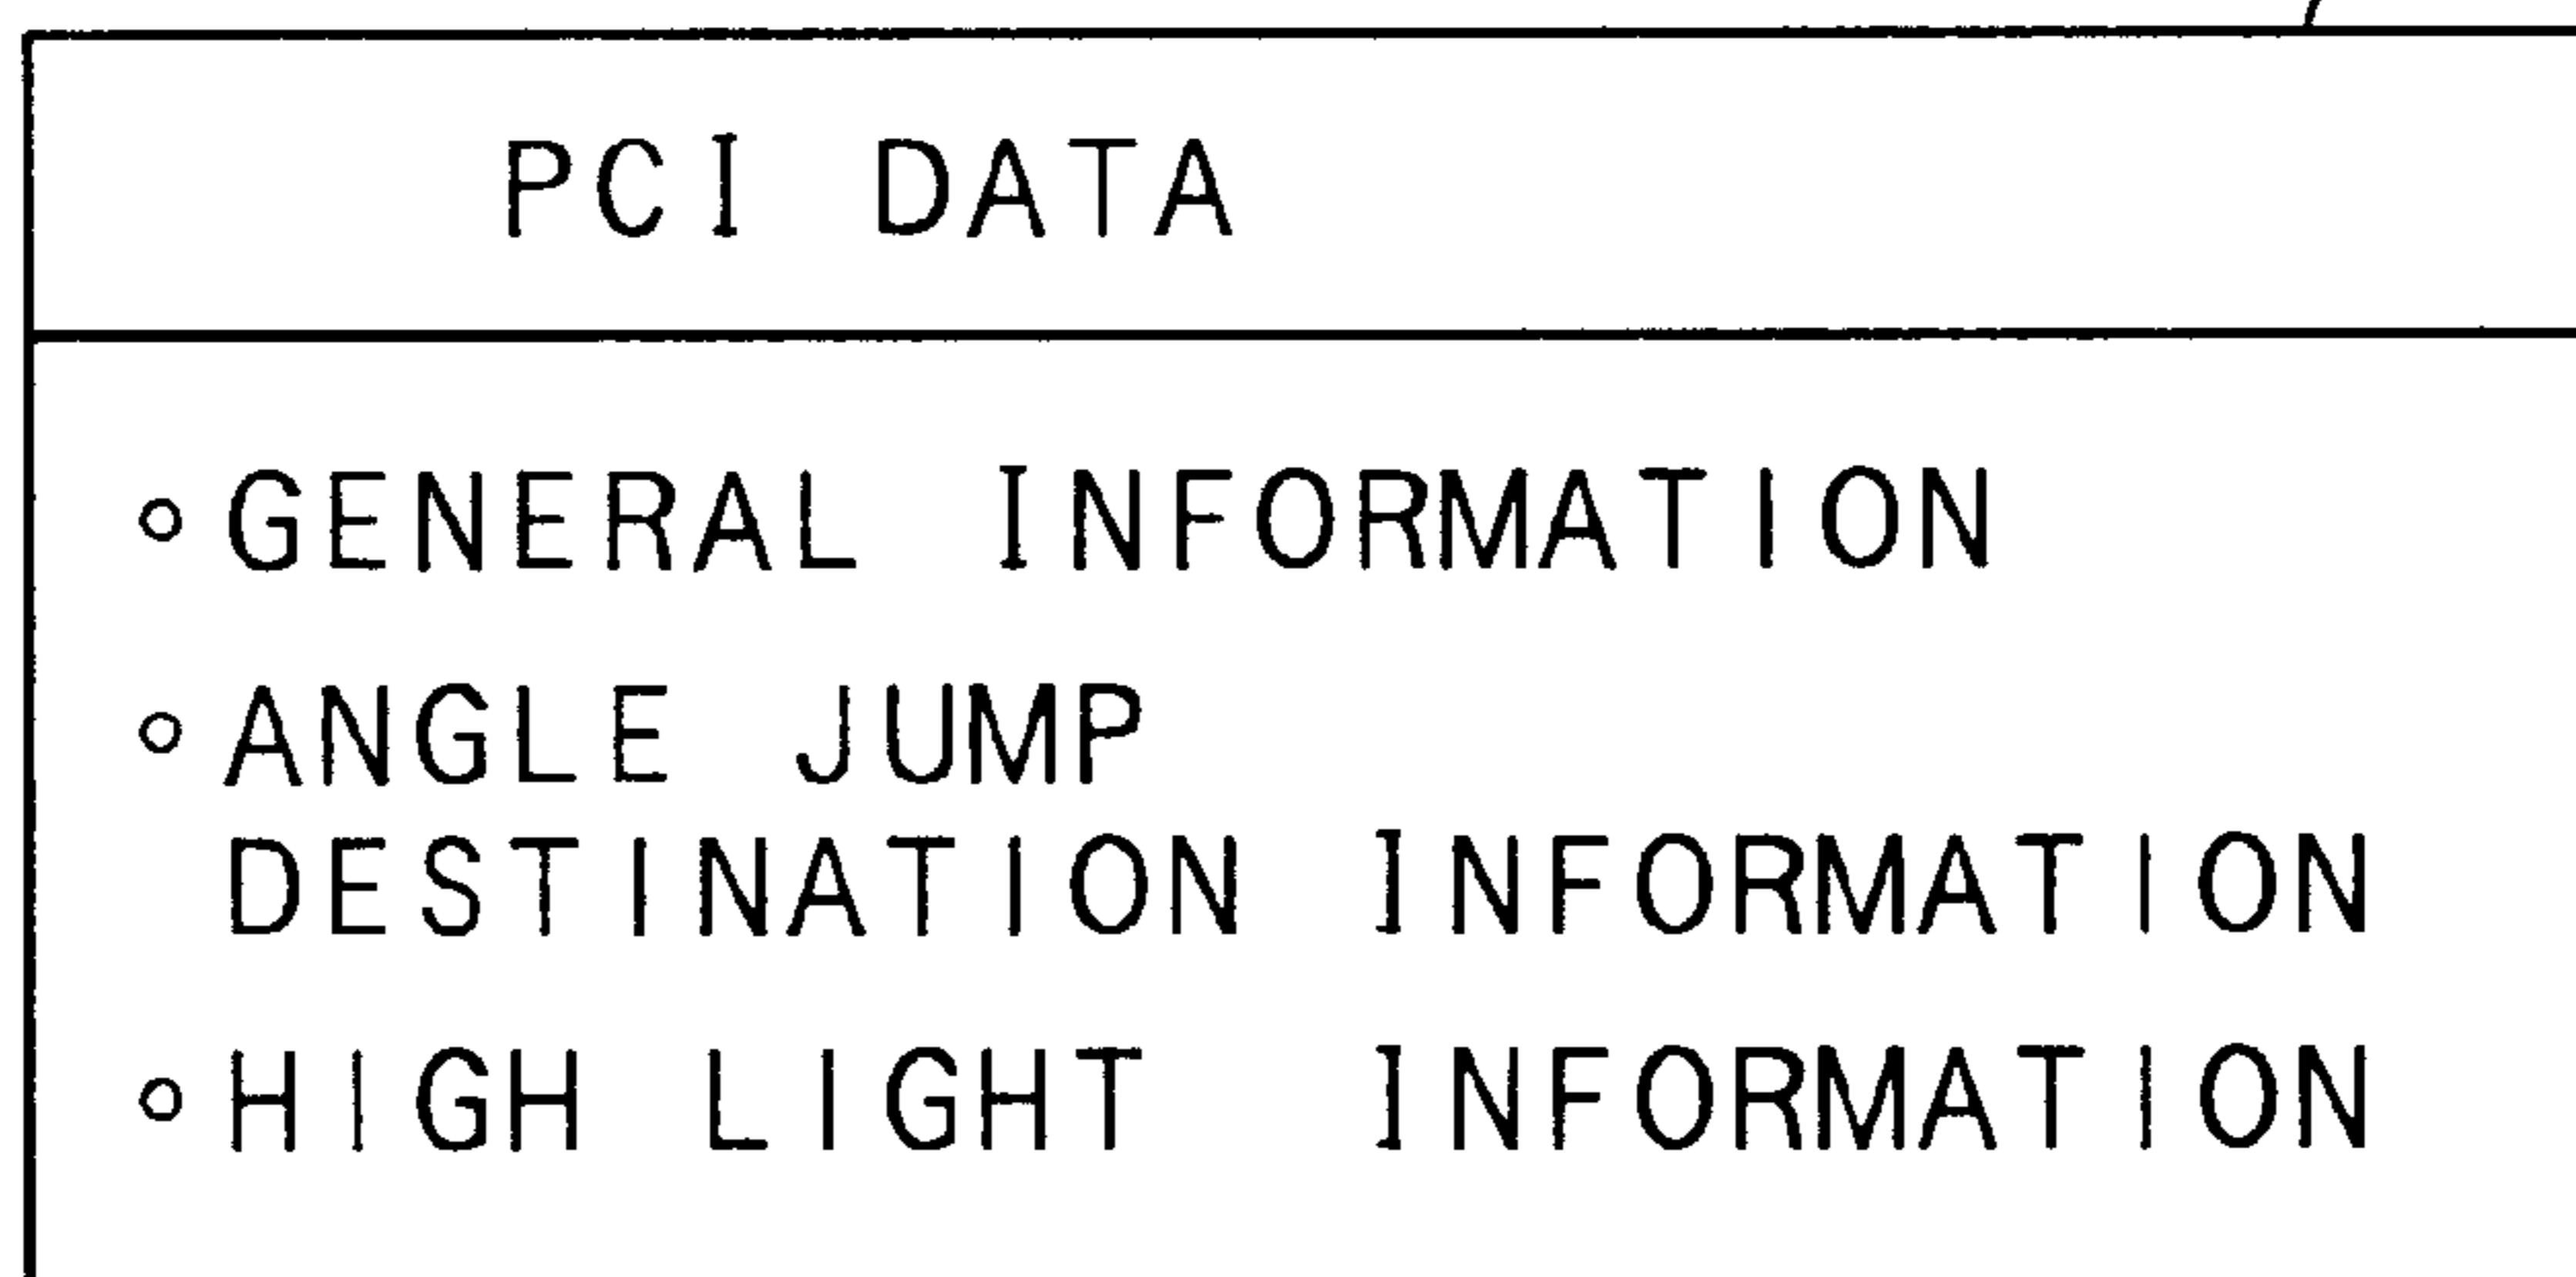 PCI DATA
○GENERAL INFORMATION
○ANGLE JUMP
DESTINATION INFORMATION
○HIGH LIGHT INFORMATION